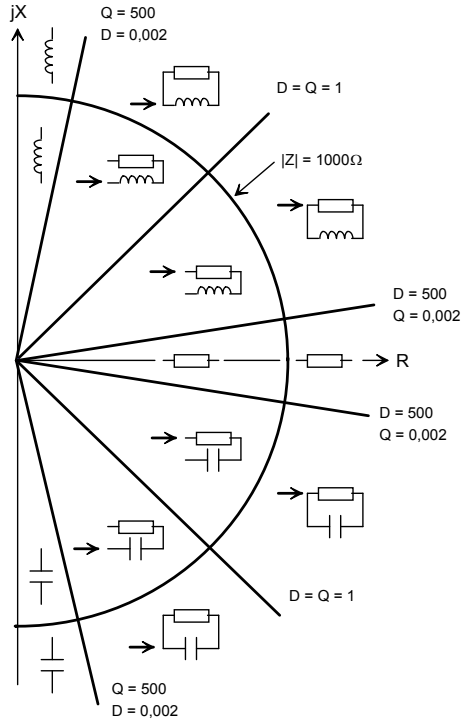 jX
Q = 500
D = 0,002
D = Q = 1
|Z| = 1000Ω
D = 500
Q = 0,002
R
D = 500
Q = 0,002
D = Q = 1
Q = 500
D = 0,002